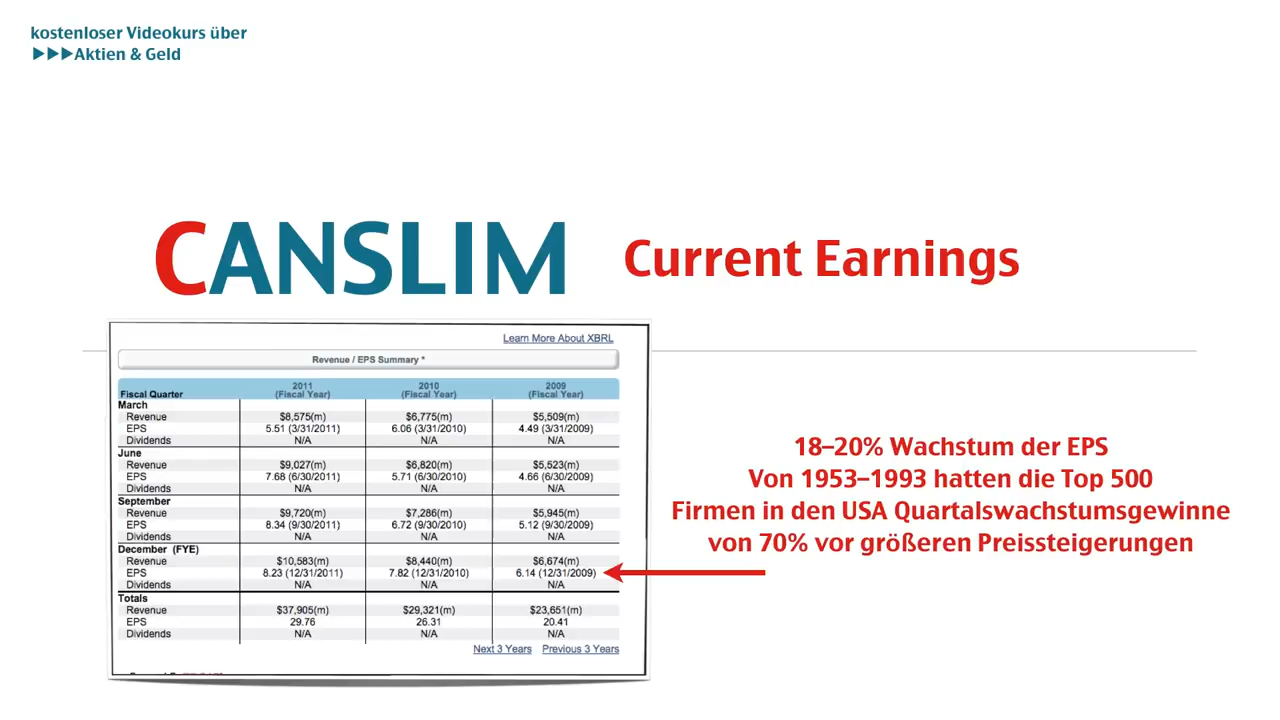 kostenloser Videokurs über
▶▶▶Aktien & Geld
CANSLIM Current Earnings
Learn More About XBRL
Revenue / EPS Summary *
Fiscal Quarter 2011 (Fiscal Year) 2010 (Fiscal Year) 2009 (Fiscal Year)
March
Revenue $8,575(m) $6,775(m) $5,509(m)
EPS 5.51 (3/31/2011) 6.06 (3/31/2010) 4.49 (3/31/2009)
Dividends N/A N/A N/A
June
Revenue $9,027(m) $6,820(m) $5,523(m)
EPS 7.68 (6/30/2011) 5.71 (6/30/2010) 4.66 (6/30/2009)
Dividends N/A N/A N/A
September
Revenue $9,720(m) $7,286(m) $5,945(m)
EPS 8.34 (9/30/2011) 6.72 (9/30/2010) 5.12 (9/30/2009)
Dividends N/A N/A N/A
December (FYE)
Revenue $10,583(m) $8,440(m) $6,674(m)
EPS 8.23 (12/31/2011) 7.82 (12/31/2010) 6.14 (12/31/2009)
Dividends N/A N/A N/A
Totals
Revenue $37,905(m) $29,321(m) $23,651(m)
EPS 29.76 26.31 20.41
Dividends N/A N/A N/A
Next 3 Years Previous 3 Years
18–20% Wachstum der EPS
Von 1953–1993 hatten die Top 500
Firmen in den USA Quartalswachstumsgewinne
von 70% vor größeren Preissteigerungen